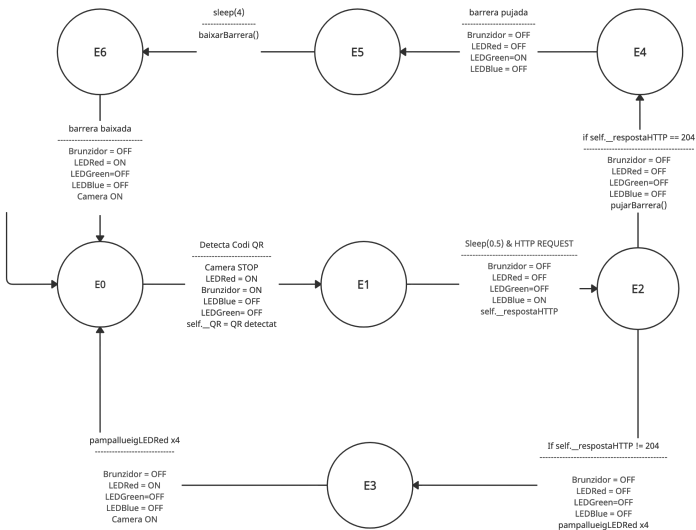 E6
sleep(4)
--------------------
baixarBarrera()
E5
barrera pujada
--------------------------
Brunzidor = OFF
LEDRed = OFF
LEDGreen=ON
LEDBlue = OFF
E4
barrera baixada
------------------------------
Brunzidor = OFF
LEDRed = ON
LEDGreen=OFF
LEDBlue = OFF
Camera ON
if self.__respostaHTTP == 204
---------------------------------------
Brunzidor = OFF
LEDRed = OFF
LEDGreen=OFF
LEDBlue = OFF
pujarBarrera()
E0
Detecta Codi QR
----------------------------
Camera STOP
LEDRed = ON
Brunzidor = ON
LEDBlue = OFF
LEDGreen= OFF
self.__QR = QR detectat
E1
Sleep(0.5) & HTTP REQUEST
-----------------------------------------
Brunzidor = OFF
LEDRed = OFF
LEDGreen=OFF
LEDBlue = ON
self.__respostaHTTP
E2
pampallueigLEDRed x4
----------------------------
Brunzidor = OFF
LEDRed = ON
LEDGreen=OFF
LEDBlue = OFF
Camera ON
E3
If self.__respostaHTTP != 204
---------------------------------------------
Brunzidor = OFF
LEDRed = OFF
LEDGreen=OFF
LEDBlue = OFF
pampallueigLEDRed x4